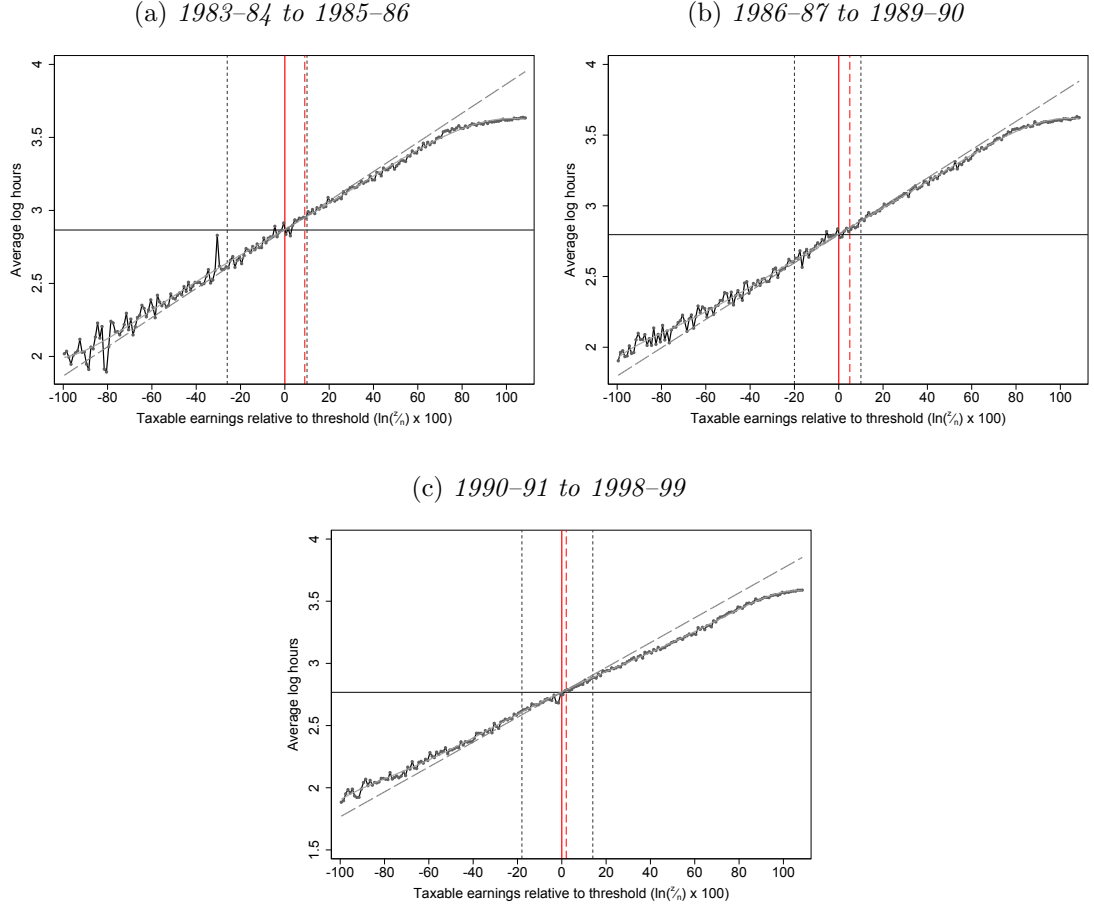 (a) 1983–84 to 1985–86
4
3.5
3
2.5
2
Average log hours
-100 -80 -60 -40 -20 0 20 40 60 80 100
Taxable earnings relative to threshold (ln(z/n) x 100)
(b) 1986–87 to 1989–90
4
3.5
3
2.5
2
Average log hours
-100 -80 -60 -40 -20 0 20 40 60 80 100
Taxable earnings relative to threshold (ln(z/n) x 100)
(c) 1990–91 to 1998–99
4
3.5
3
2.5
2
1.5
Average log hours
-100 -80 -60 -40 -20 0 20 40 60 80 100
Taxable earnings relative to threshold (ln(z/n) x 100)